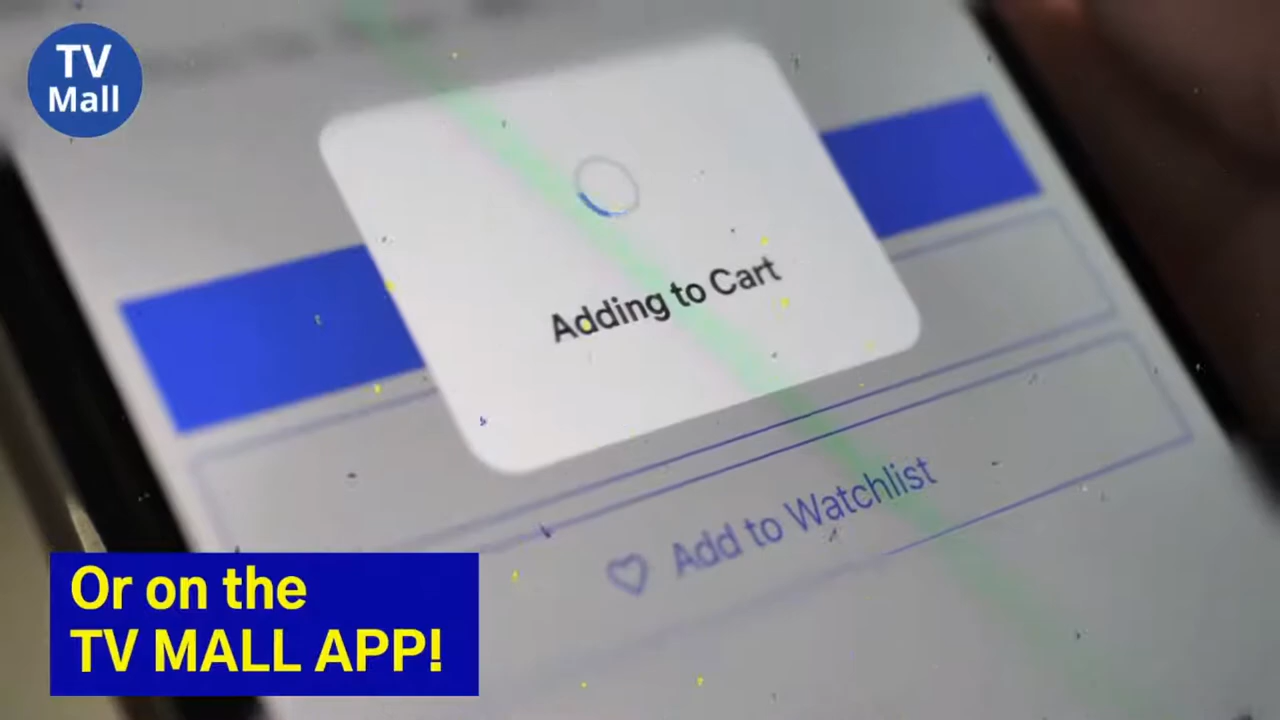 TV
Mall
Adding to Cart
Add to Watchlist
Or on the
TV MALL APP!